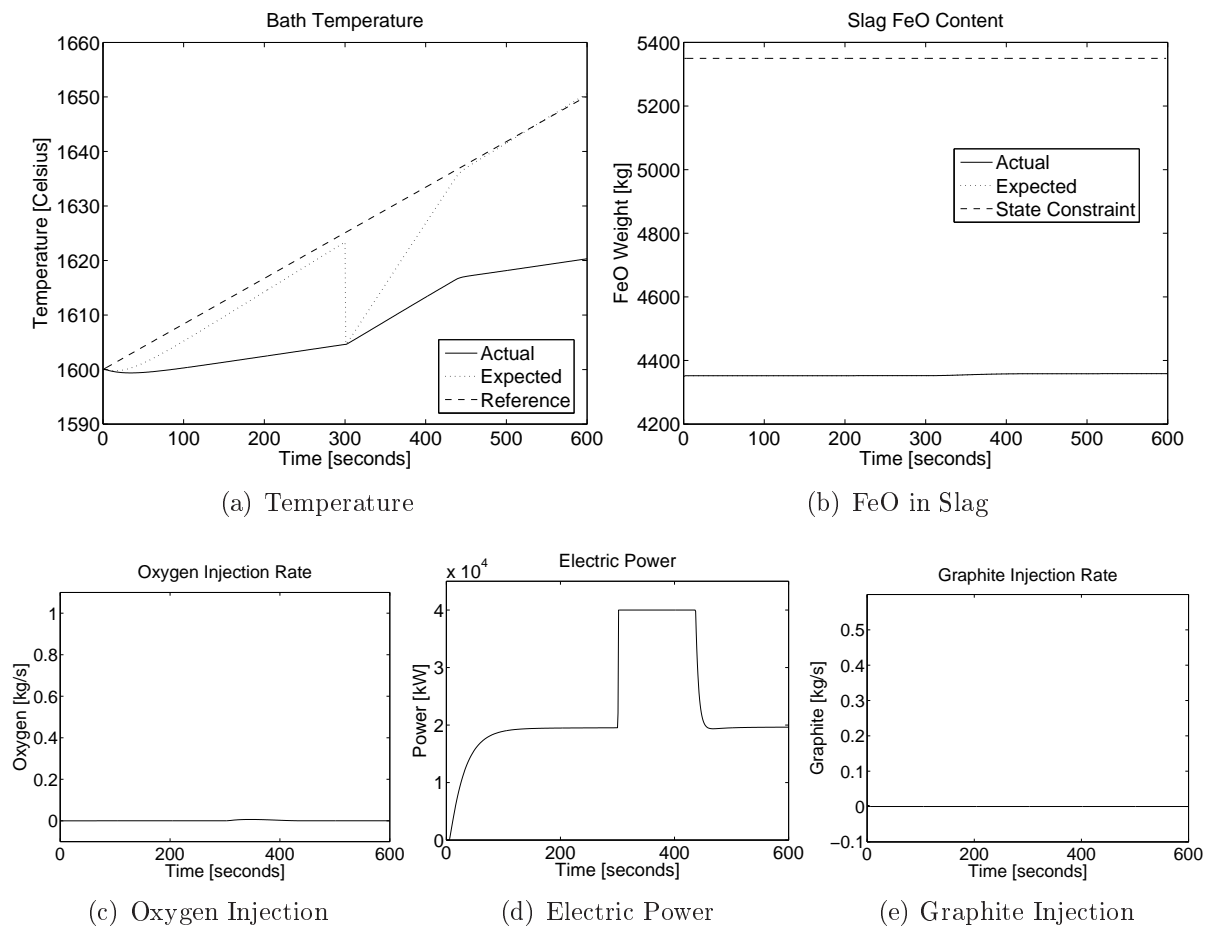 Bath Temperature
1660
1650
1640
1630
1620
1610
1600
1590
Temperature [Celsius]
Actual
Expected
Reference
0
100
200
300
400
500
600
Time [seconds]
(a) Temperature
Slag FeO Content
5400
5200
5000
4800
4600
4400
4200
FeO Weight [kg]
Actual
Expected
State Constraint
0
100
200
300
400
500
600
Time [seconds]
(b) FeO in Slag
Oxygen Injection Rate
1
0.8
0.6
0.4
0.2
0
Oxygen [kg/s]
0
200
400
600
Time [seconds]
(c) Oxygen Injection
Electric Power
x 10^4
4
3
2
1
0
Power [kW]
0
200
400
600
Time [seconds]
(d) Electric Power
Graphite Injection Rate
0.5
0.4
0.3
0.2
0.1
0
−0.1
Graphite [kg/s]
0
200
400
600
Time [seconds]
(e) Graphite Injection